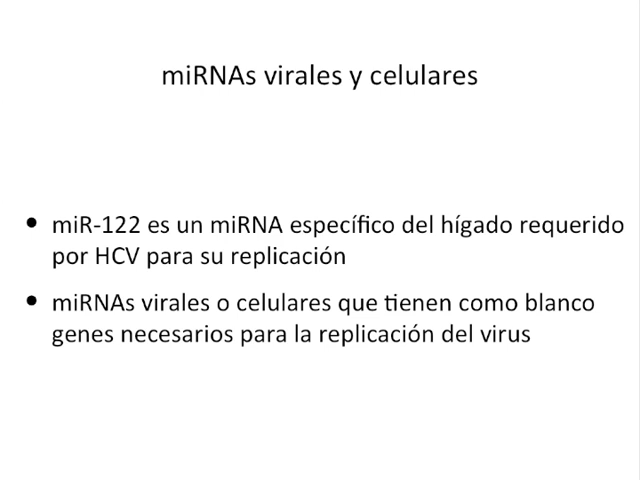 miRNAs virales y celulares
• miR-122 es un miRNA específico del hígado requerido
por HCV para su replicación
• miRNAs virales o celulares que tienen como blanco
genes necesarios para la replicación del virus